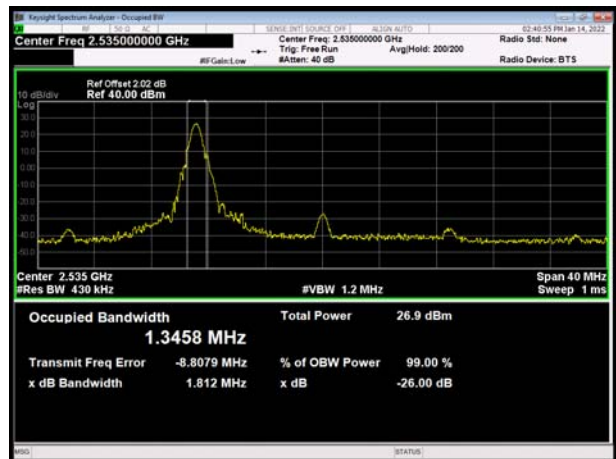 Keysight Spectrum Analyzer - Occupied BW
RF 50 Ω AC SENSE:INT SOURCE OFF ALIGN AUTO 02:40:55 PM Jan 14, 2022
Center Freq 2.535000000 GHz Center Freq: 2.535000000 GHz Radio Std: None
Trig: Free Run Avg|Hold: 200/200
#IFGain:Low #Atten: 40 dB Radio Device: BTS
Ref Offset 2.02 dB
10 dB/div Ref 40.00 dBm
Log
30.0
20.0
10.0
0.00
-10.0
-20.0
-30.0
-40.0
-50.0
Center 2.535 GHz Span 40 MHz
#Res BW 430 kHz #VBW 1.2 MHz Sweep 1 ms
Occupied Bandwidth Total Power 26.9 dBm
1.3458 MHz
Transmit Freq Error -8.8079 MHz % of OBW Power 99.00 %
x dB Bandwidth 1.812 MHz x dB -26.00 dB
MSG STATUS